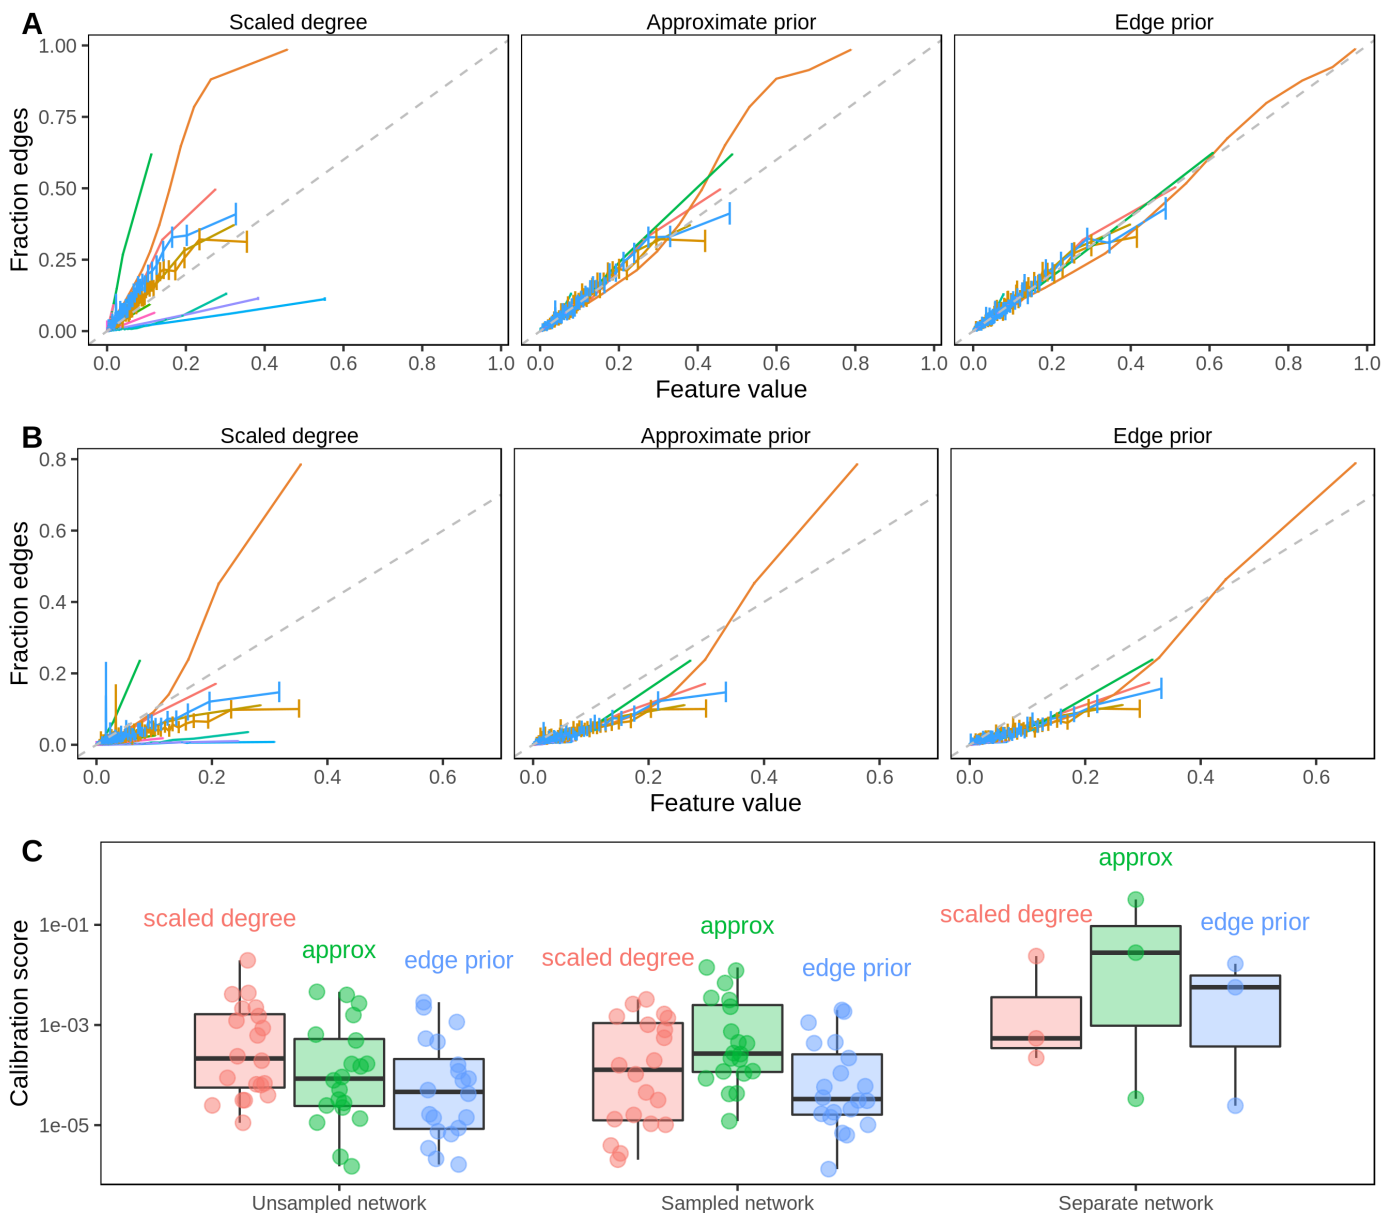 A
Scaled degree
Approximate prior
Edge prior
Fraction edges
1.00
0.75
0.50
0.25
0.00
0.0 0.2 0.4 0.6 0.8 1.0
0.0 0.2 0.4 0.6 0.8 1.0
0.0 0.2 0.4 0.6 0.8 1.0
Feature value
B
Scaled degree
Approximate prior
Edge prior
Fraction edges
0.8
0.6
0.4
0.2
0.0
0.0 0.2 0.4 0.6
0.0 0.2 0.4 0.6
0.0 0.2 0.4 0.6
Feature value
C
Calibration score
1e-01
1e-03
1e-05
scaled degree
approx
edge prior
scaled degree
approx
edge prior
scaled degree
approx
edge prior
Unsampled network
Sampled network
Separate network